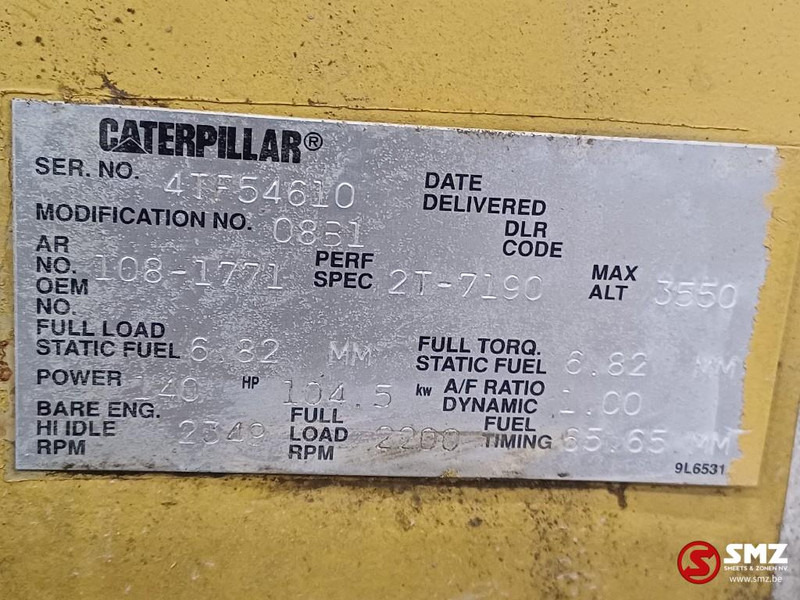 CATERPILLAR®
SER. NO. 4TF54610
DATE DELIVERED
MODIFICATION NO. 08B1
DLR CODE
AR NO. 108-1771
PERF SPEC 2T-7190
MAX ALT 3550
OEM NO.
FULL LOAD STATIC FUEL 6.82 MM
FULL TORQ. STATIC FUEL 6.82 MM
POWER 140 HP 104.5 kw
A/F RATIO DYNAMIC 1.00
BARE ENG. HI IDLE RPM 2349
FULL LOAD RPM 2200
FUEL TIMING 65.65 MM
9L6531
SMZ
SHEETS & ZONEN NV
www.smz.be